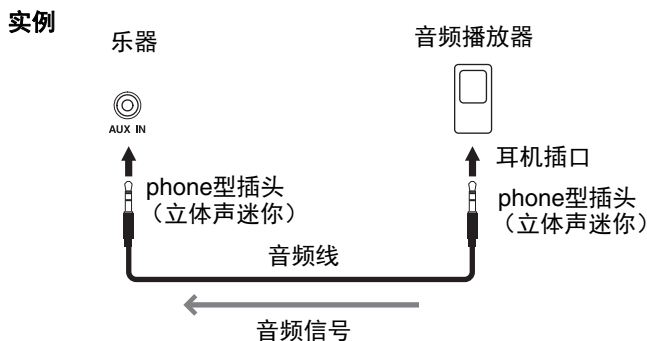 实例
乐器
音频播放器
AUX IN
耳机插口
phone型插头
（立体声迷你）
phone型插头
（立体声迷你）
音频线
音频信号